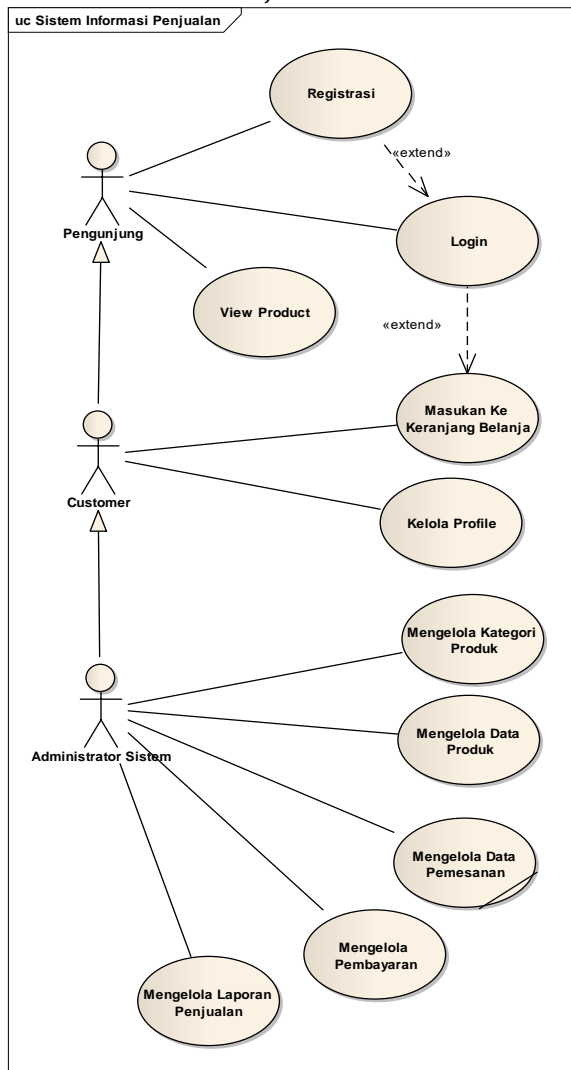 uc Sistem Informasi Penjualan
Registrasi
«extend»
Pengunjung
Login
View Product
«extend»
Masukan Ke
Keranjang Belanja
Customer
Kelola Profile
Mengelola Kategori
Produk
Mengelola Data
Produk
Administrator Sistem
Mengelola Data
Pemesanan
Mengelola
Pembayaran
Mengelola Laporan
Penjualan